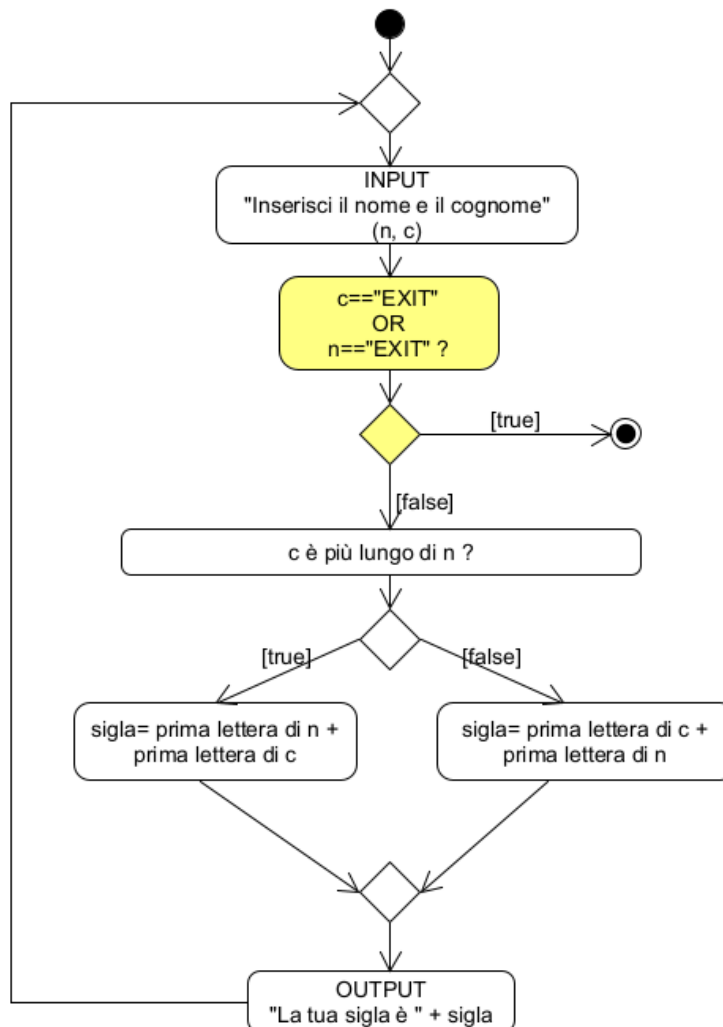 INPUT
"Inserisci il nome e il cognome"
(n, c)
c=="EXIT"
OR
n=="EXIT" ?
[true]
[false]
c è più lungo di n ?
[true]
[false]
sigla= prima lettera di n +
prima lettera di c
sigla= prima lettera di c +
prima lettera di n
OUTPUT
"La tua sigla è " + sigla